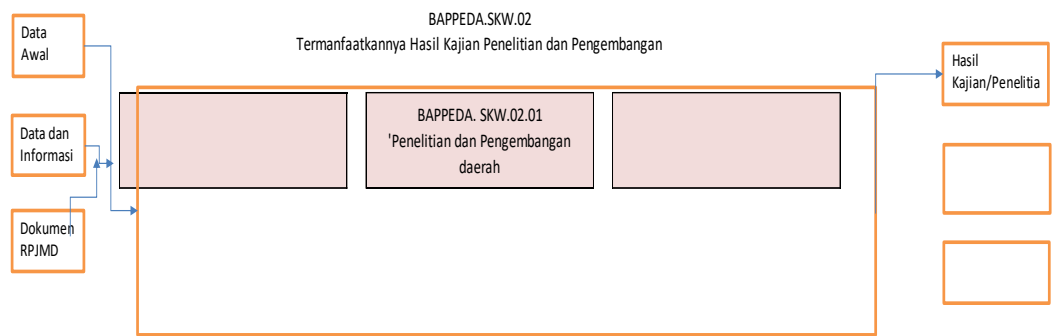 BAPPEDA.SKW.02
Termanfaatkannya Hasil Kajian Penelitian dan Pengembangan
Data
Awal
Data dan
Informasi
Dokumen
RPJMD
BAPPEDA. SKW.02.01
'Penelitian dan Pengembangan
daerah
Hasil
Kajian/Penelitia